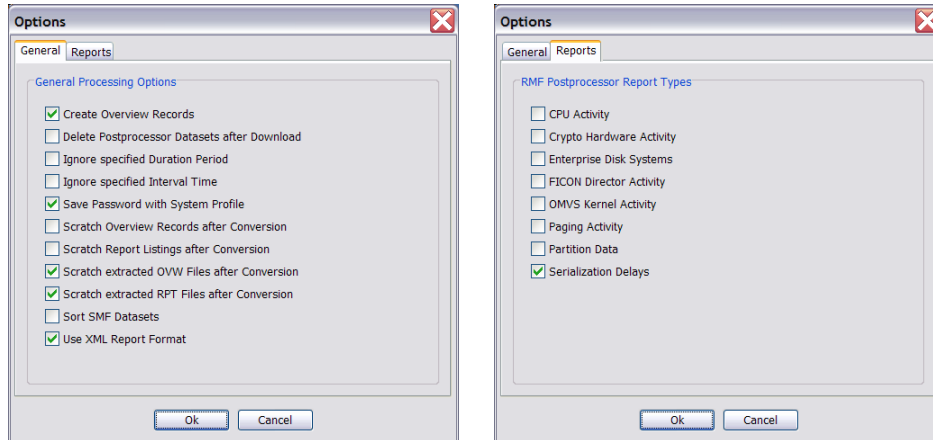 Options
General Reports
General Processing Options
Create Overview Records
Delete Postprocessor Datasets after Download
Ignore specified Duration Period
Ignore specified Interval Time
Save Password with System Profile
Scratch Overview Records after Conversion
Scratch Report Listings after Conversion
Scratch extracted OVW Files after Conversion
Scratch extracted RPT Files after Conversion
Sort SMF Datasets
Use XML Report Format
Ok Cancel
Options
General Reports
RMF Postprocessor Report Types
CPU Activity
Crypto Hardware Activity
Enterprise Disk Systems
FICON Director Activity
OMVS Kernel Activity
Paging Activity
Partition Data
Serialization Delays
Ok Cancel